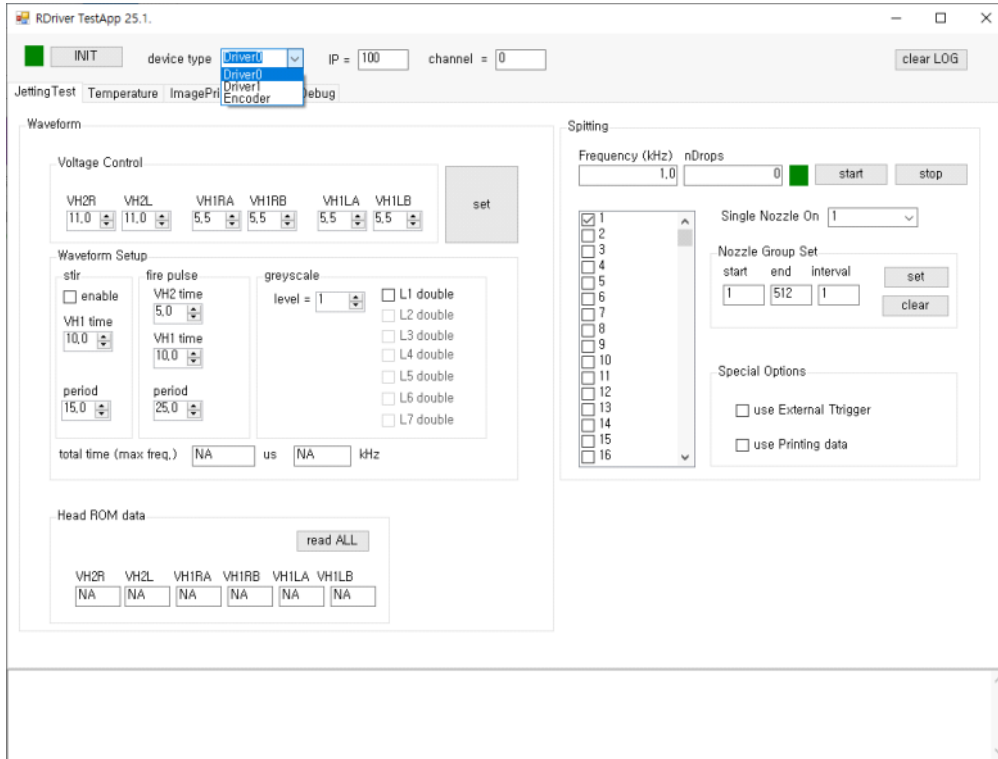 RDriver TestApp 25.1.
INIT device type Driver0 IP = 100 channel = 0 clear LOG
Driver0
Driver1
Encoder
JettingTest Temperature ImagePri ebug
Waveform
Voltage Control
VH2R VH2L VH1RA VH1RB VH1LA VH1LB
11,0 11,0 5,5 5,5 5,5 5,5
set
Waveform Setup
stir fire pulse greyscale
enable VH2 time level = 1 L1 double
5,0 L2 double
VH1 time L3 double
10,0 VH1 time L4 double
10,0 L5 double
period period L6 double
15,0 25,0 L7 double
total time (max freq,) NA us NA kHz
Head ROM data
read ALL
VH2R VH2L VH1RA VH1RB VH1LA VH1LB
NA NA NA NA NA NA
Spitting
Frequency (kHz) nDrops
1,0 0 start stop
1
2
3
4
5
6
7
8
9
10
11
12
13
14
15
16
Single Nozzle On 1
Nozzle Group Set
start end interval
1 512 1 set
clear
Special Options
use External Ttrigger
use Printing data